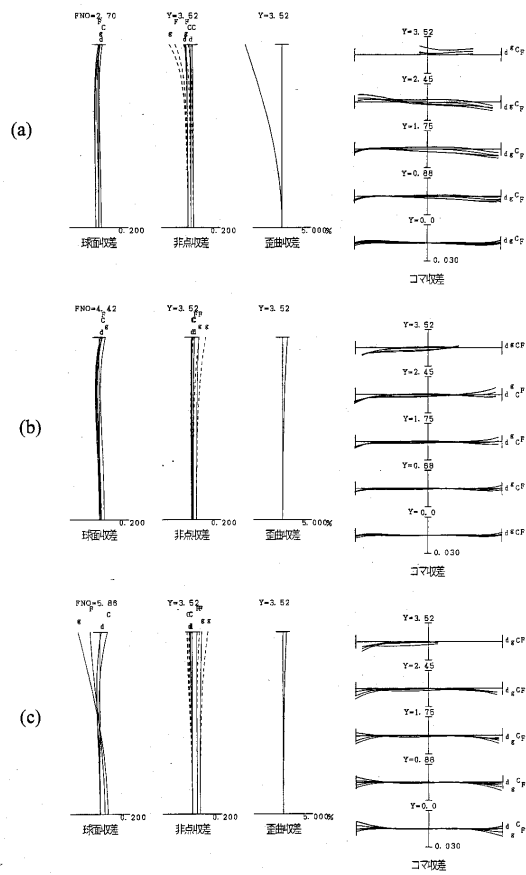 (a)
FNO=2.70
F
C
g
d
0.200
球面収差
Y=3.52
F F
g g CC
d d
0.200
非点収差
Y=3.52
5.000%
歪曲収差
Y=3.52
d g C F
Y=2.45
d g C F
Y=1.75
d g C F
Y=0.88
d g C F
Y=0.0
d g C F
0.030
コマ収差
(b)
FNO=4.42
F
C
g
d
0.200
球面収差
Y=3.52
FF
C
g g
d
0.200
非点収差
Y=3.52
5.000%
歪曲収差
Y=3.52
d g C F
Y=2.45
d g C F
Y=1.75
d g C F
Y=0.88
d g C F
Y=0.0
d g C F
0.030
コマ収差
(c)
FNO=5.86
F C
g
d
0.200
球面収差
Y=3.52
CC FF
g g
d
0.200
非点収差
Y=3.52
5.000%
歪曲収差
Y=3.52
d g C F
Y=2.45
d g C F
Y=1.75
d g C F
Y=0.88
d g C F
Y=0.0
d g C F
0.030
コマ収差